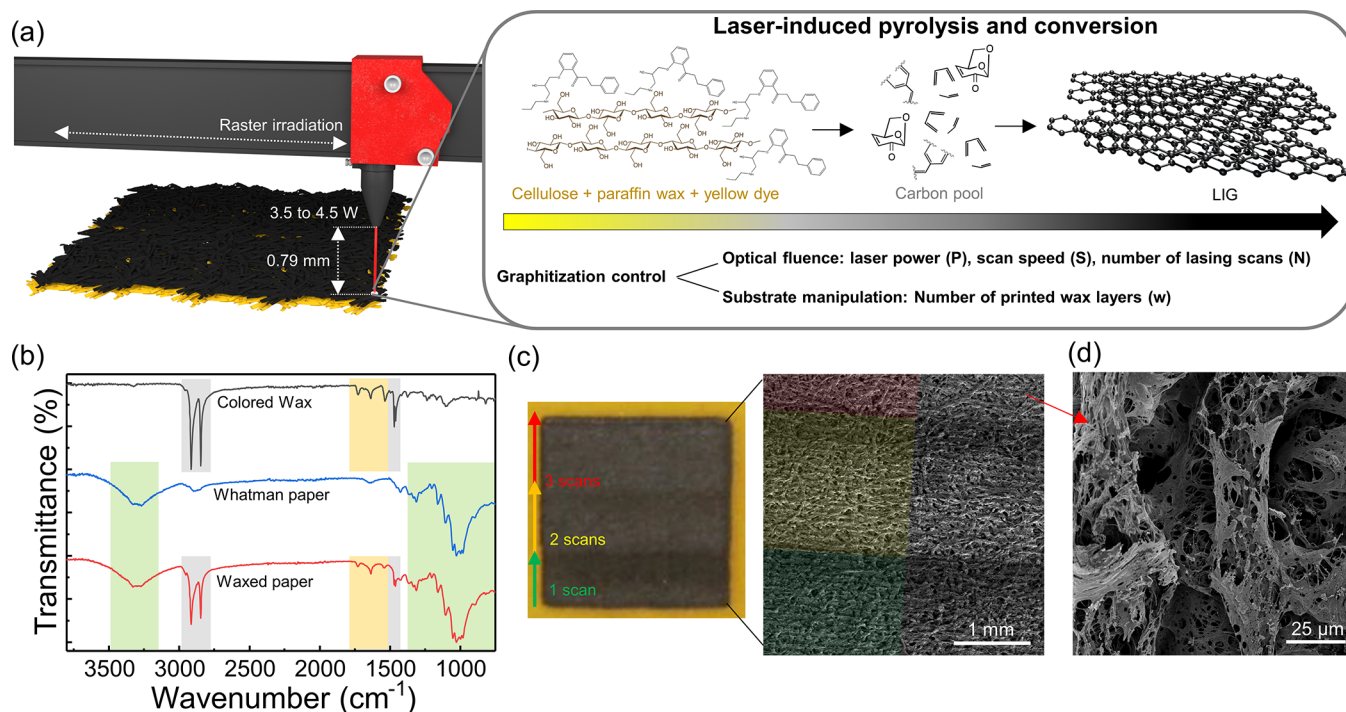 (a)
Raster irradiation
3.5 to 4.5 W
0.79 mm
Laser-induced pyrolysis and conversion
Cellulose + paraffin wax + yellow dye
Carbon pool
LIG
Graphitization control
Optical fluence: laser power (P), scan speed (S), number of lasing scans (N)
Substrate manipulation: Number of printed wax layers (w)
(b)
Transmittance (%)
Colored Wax
Whatman paper
Waxed paper
3500 3000 2500 2000 1500 1000
Wavenumber (cm⁻¹)
(c)
3 scans
2 scans
1 scan
1 mm
(d)
25 µm